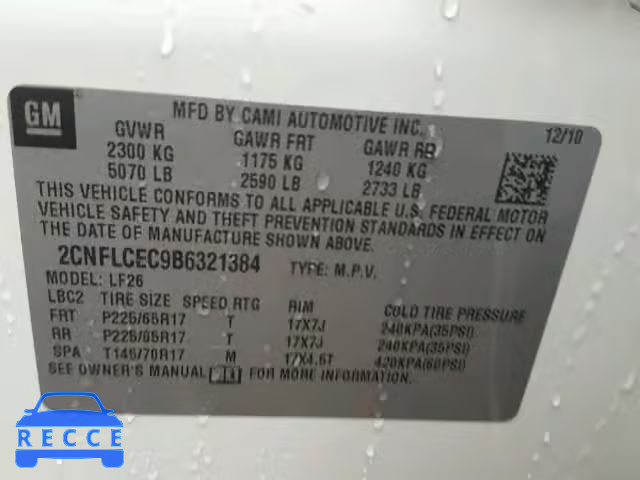 GM
MFD BY CAMI AUTOMOTIVE INC.
12/10
GVWR GAWR FRT GAWR RR
2300 KG 1175 KG 1240 KG
5070 LB 2590 LB 2733 LB
THIS VEHICLE CONFORMS TO ALL APPLICABLE U.S. FEDERAL MOTOR
VEHICLE SAFETY AND THEFT PREVENTION STANDARDS IN EFFECT ON
THE DATE OF MANUFACTURE SHOWN ABOVE.
2CNFLCEC9B6321384 TYPE: M.P.V.
MODEL: LF26
LBC2 TIRE SIZE SPEED RTG RIM COLD TIRE PRESSURE
FRT P225/65R17 T 17X7J 240KPA(35PSI)
RR P225/65R17 T 17X7J 240KPA(35PSI)
SPA T145/70R17 M 17X4.5T 420KPA(60PSI)
SEE OWNER'S MANUAL FOR MORE INFORMATION.
RECCE